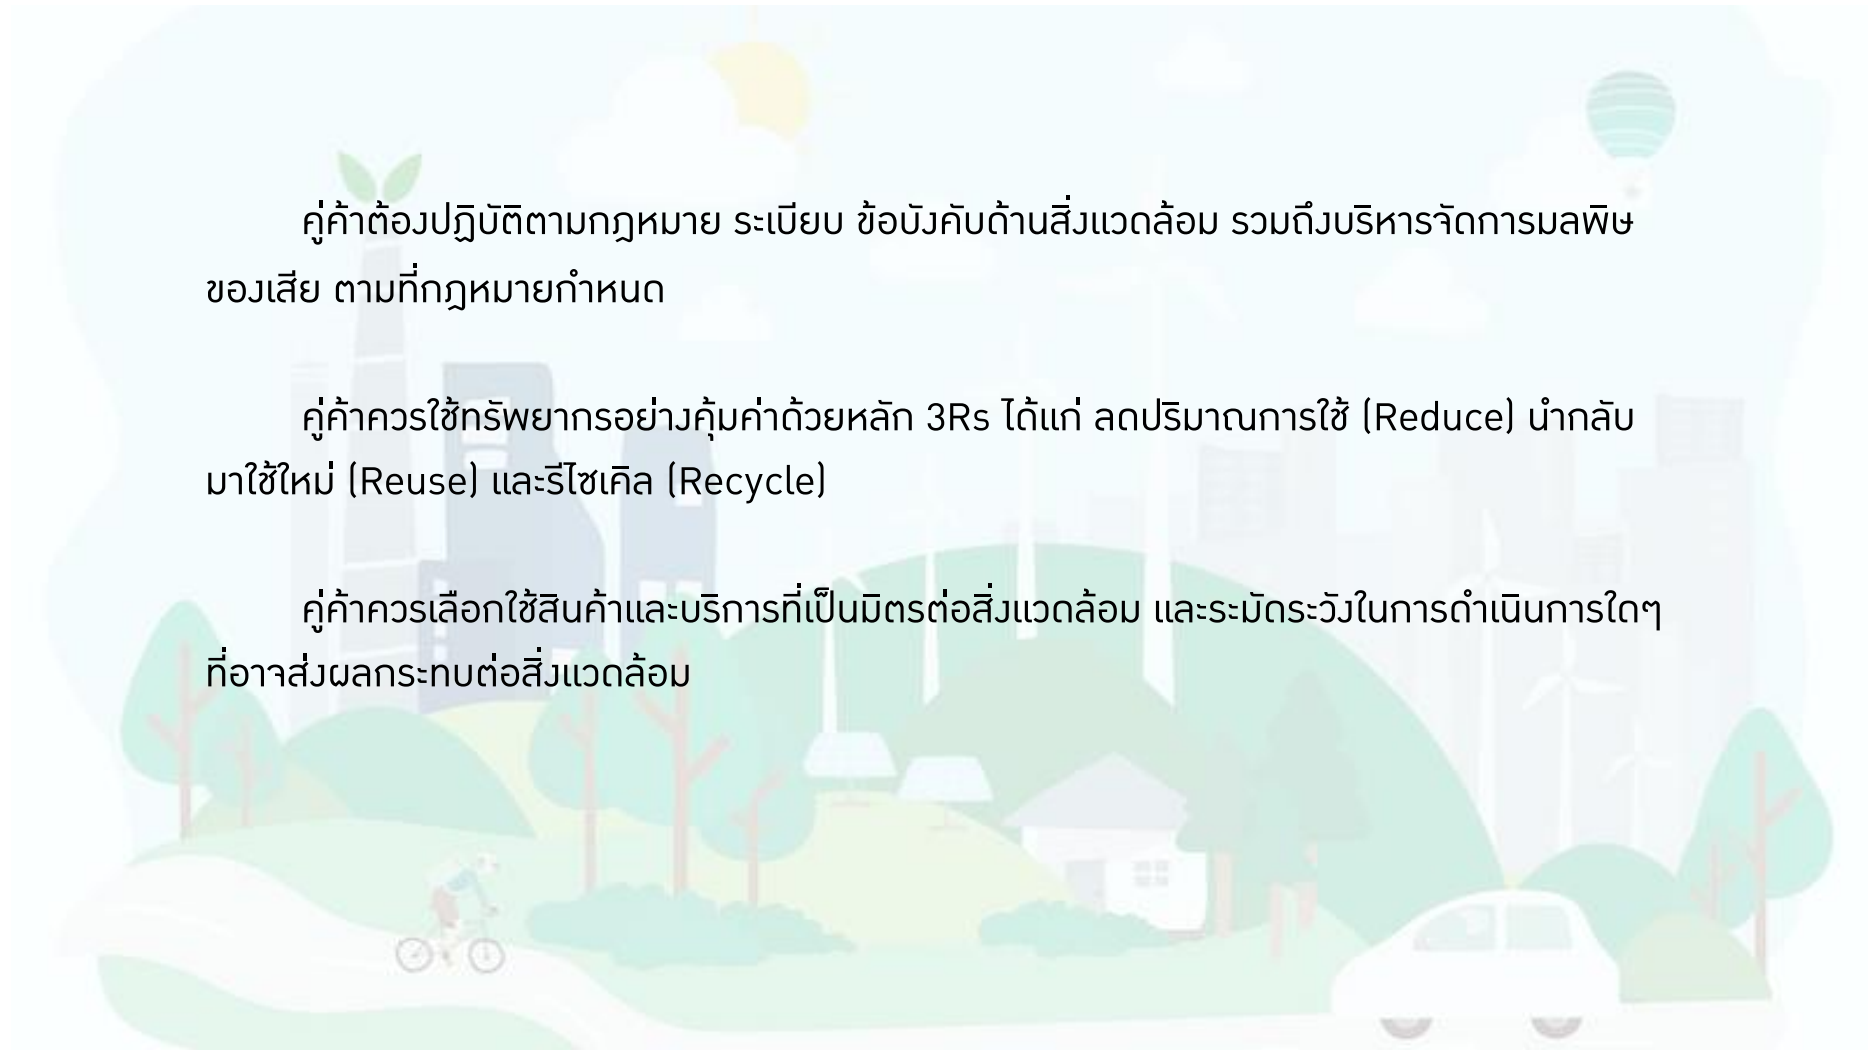 คู่ค้าต้องปฏิบัติตามกฎหมาย ระเบียบ ข้อบังคับด้านสิ่งแวดล้อม รวมถึงบริหารจัดการมลพิษ
ของเสีย ตามที่กฎหมายกำหนด
คู่ค้าควรใช้ทรัพยากรอย่างคุ้มค่าด้วยหลัก 3Rs ได้แก่ ลดปริมาณการใช้ (Reduce) นำกลับ
มาใช้ใหม่ (Reuse) และรีไซเคิล (Recycle)
คู่ค้าควรเลือกใช้สินค้าและบริการที่เป็นมิตรต่อสิ่งแวดล้อม และระมัดระวังในการดำเนินการใดๆ
ที่อาจส่งผลกระทบต่อสิ่งแวดล้อม